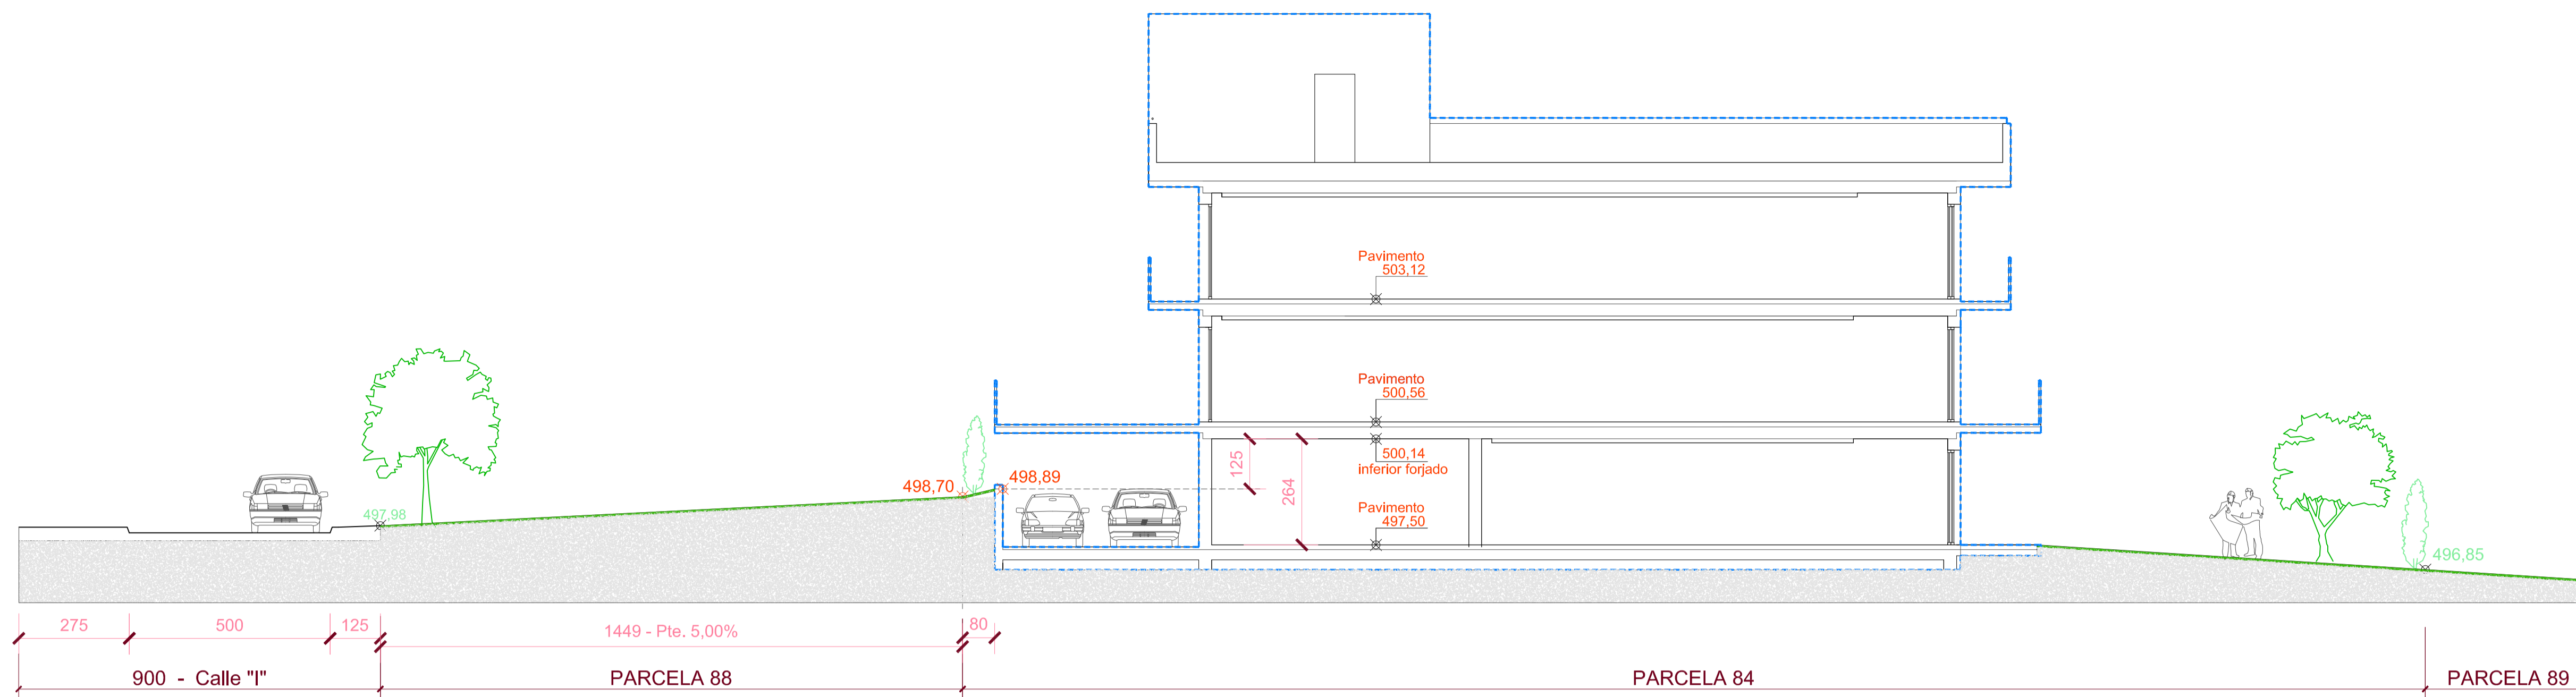 Pavimento
503,12
Pavimento
500,56
125
264
500,14
inferior forjado
498,70
498,89
497,98
Pavimento
497,50
496,85
275
500
125
1449 - Pte. 5,00%
80
900 - Calle "I"
PARCELA 88
PARCELA 84
PARCELA 89